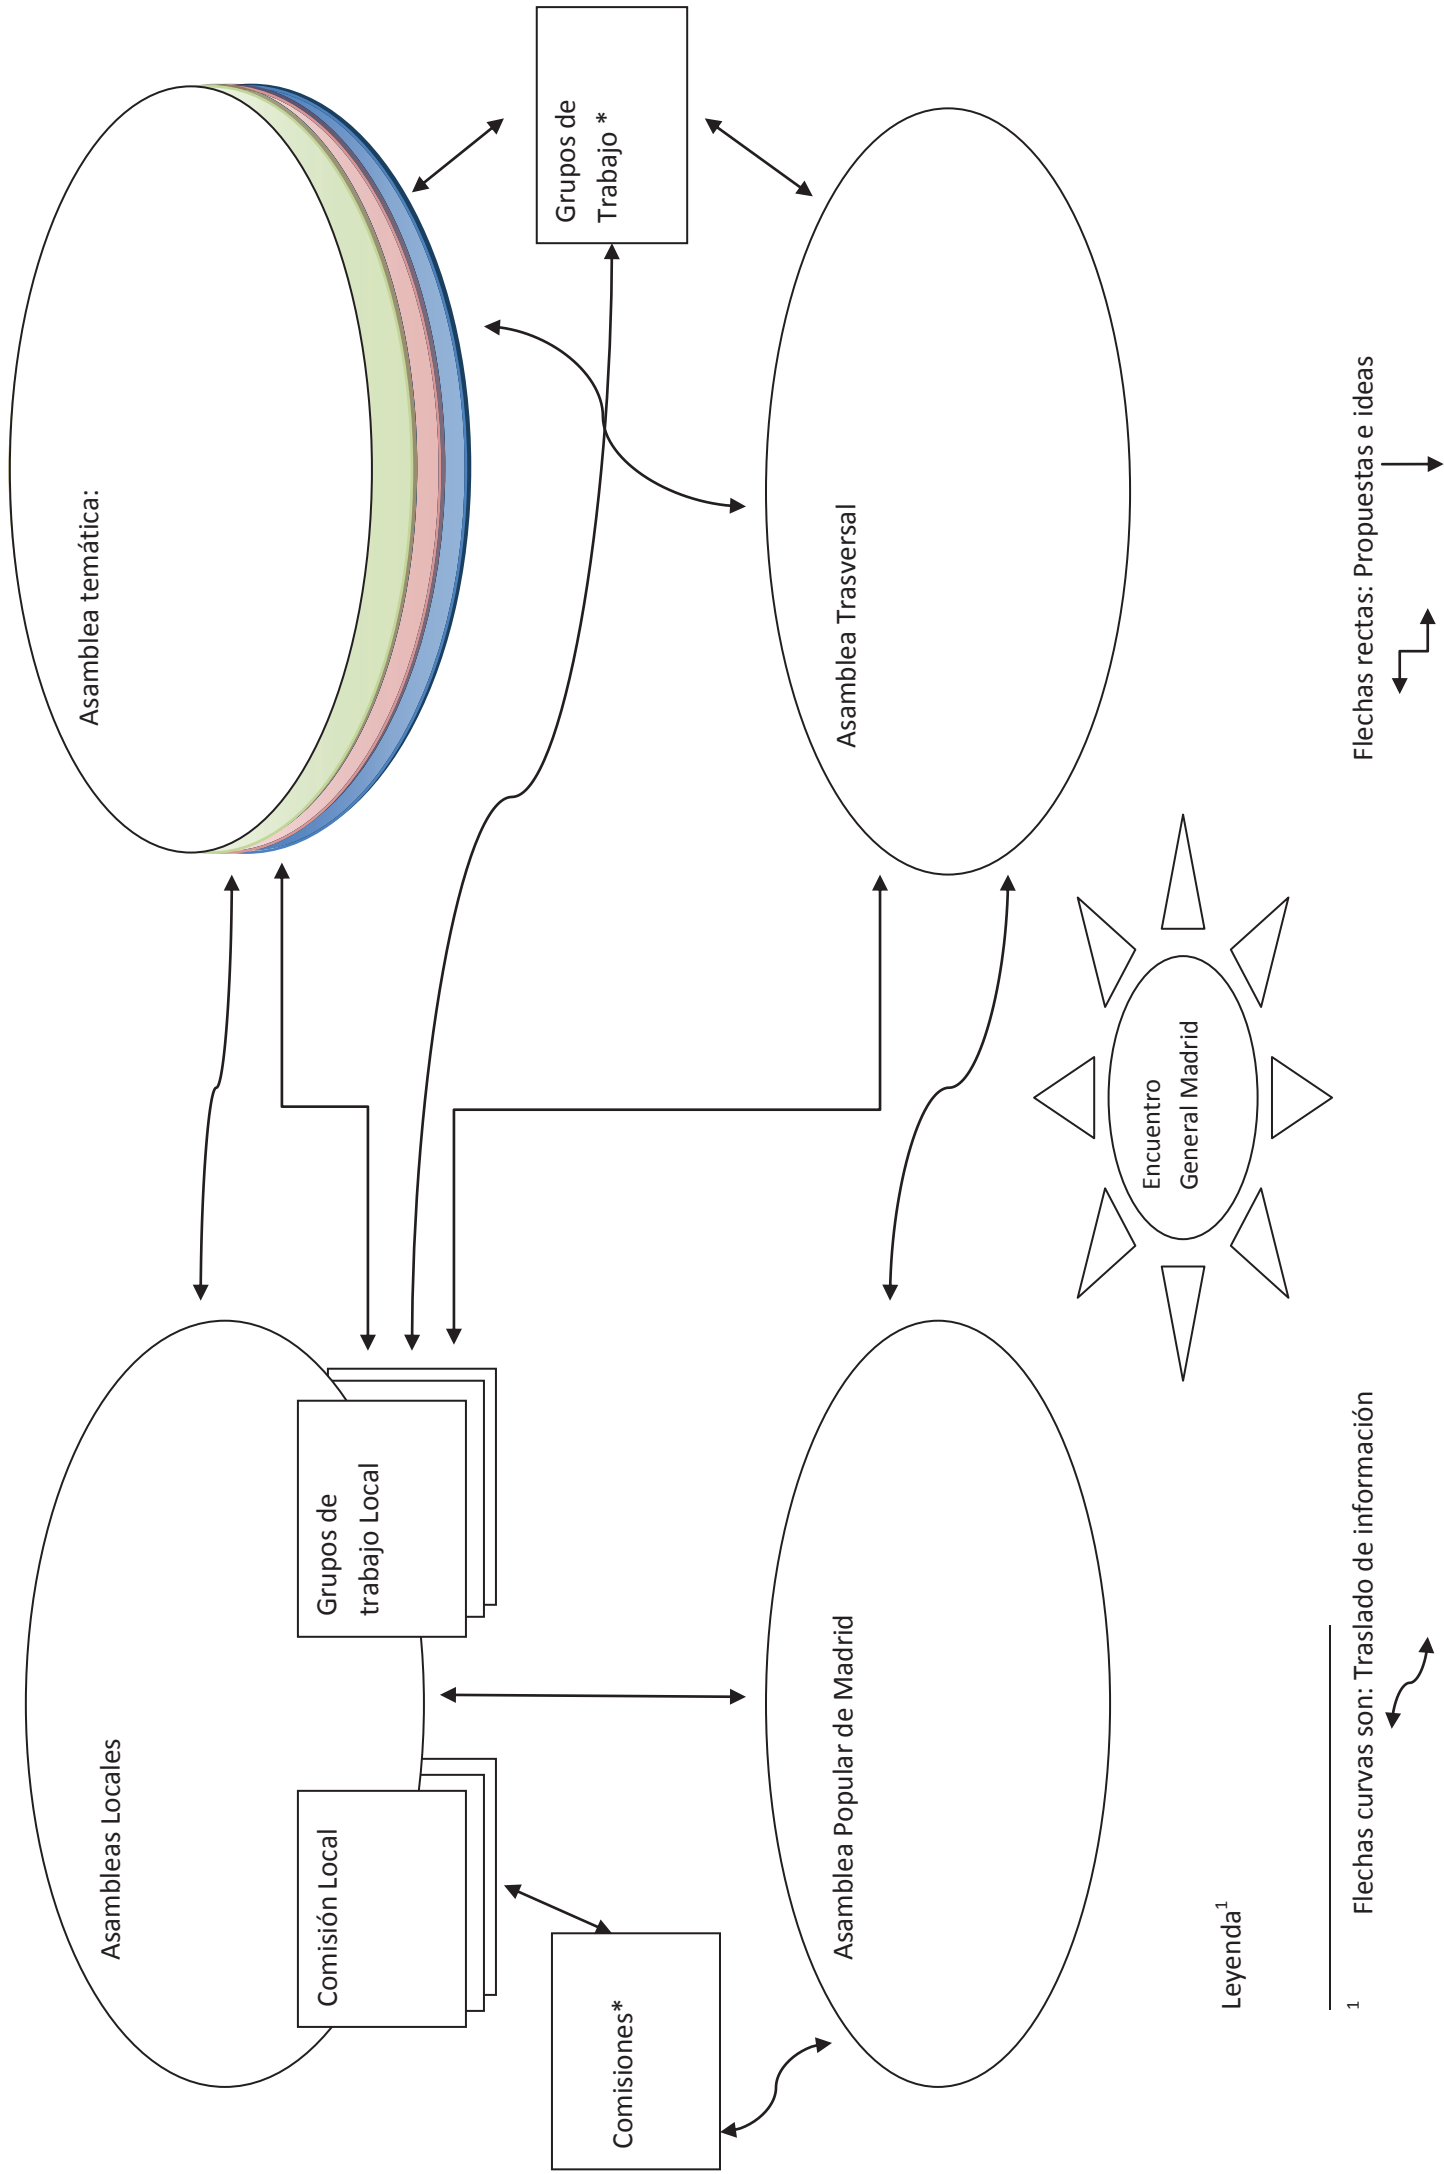 Asambleas Locales
Asamblea temática:
Comisión Local
Grupos de
trabajo Local
Grupos de
Trabajo *
Comisiones*
Asamblea Popular de Madrid
Asamblea Trasversal
Encuentro
General Madrid
Leyenda1
1
Flechas curvas son: Traslado de información
Flechas rectas: Propuestas e ideas